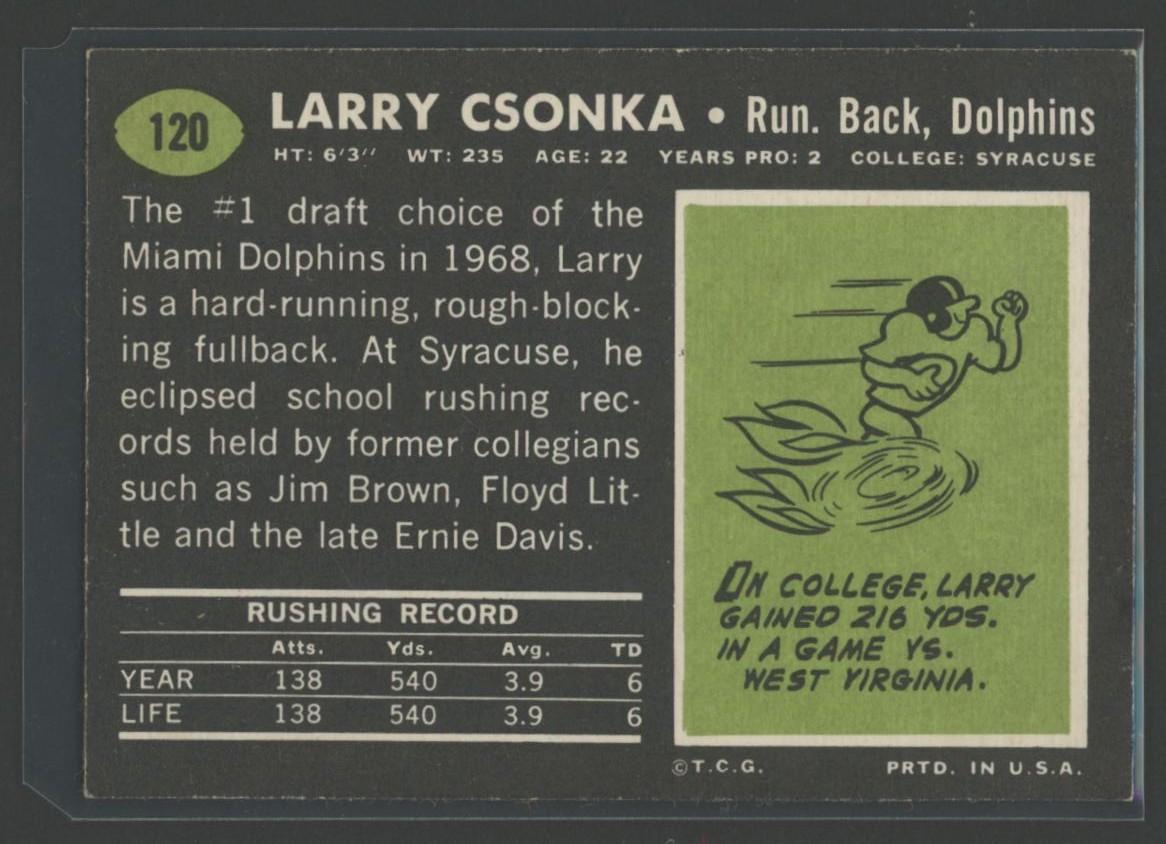 120
LARRY CSONKA • Run. Back, Dolphins
HT: 6'3" WT: 235 AGE: 22 YEARS PRO: 2 COLLEGE: SYRACUSE
The #1 draft choice of the
Miami Dolphins in 1968, Larry
is a hard-running, rough-block-
ing fullback. At Syracuse, he
eclipsed school rushing rec-
ords held by former collegians
such as Jim Brown, Floyd Lit-
tle and the late Ernie Davis.
RUSHING RECORD
Atts. Yds. Avg. TD
YEAR 138 540 3.9 6
LIFE 138 540 3.9 6
IN COLLEGE, LARRY
GAINED 216 YDS.
IN A GAME VS.
WEST VIRGINIA.
©T.C.G. PRTD. IN U.S.A.